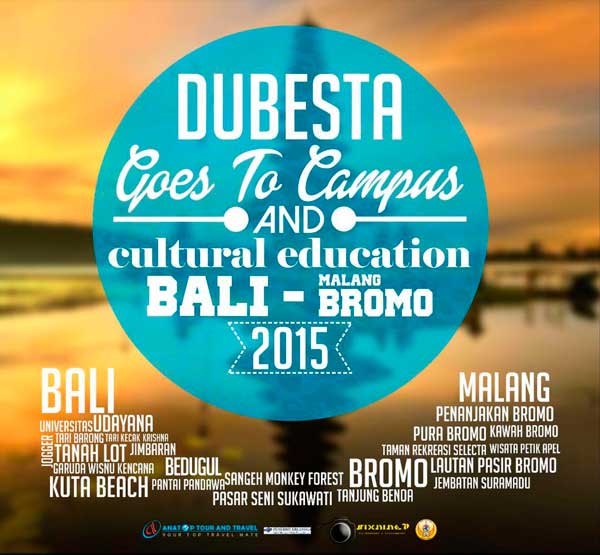 DUBESTA
Goes To Campus
AND
cultural education
BALI - MALANG BROMO
2015
BALI
UNIVERSITAS UDAYANA
JOGGER
TARI BARONG TARI KECAK KRISHNA
TANAH LOT JIMBARAN
GARUDA WISNU KENCANA BEDUGUL
KUTA BEACH PANTAI PANDAWA
SANGEH MONKEY FOREST
PASAR SENI SUKAWATI
MALANG
PENANJAKAN BROMO
PURA BROMO KAWAH BROMO
TAMAN REKREASI SELECTA WISATA PETIK APEL
BROMO LAUTAN PASIR BROMO
JEMBATAN SURAMADU
TANJUNG BENOA
ANATOP TOUR AND TRAVEL
YOUR TOP TRAVEL MATE